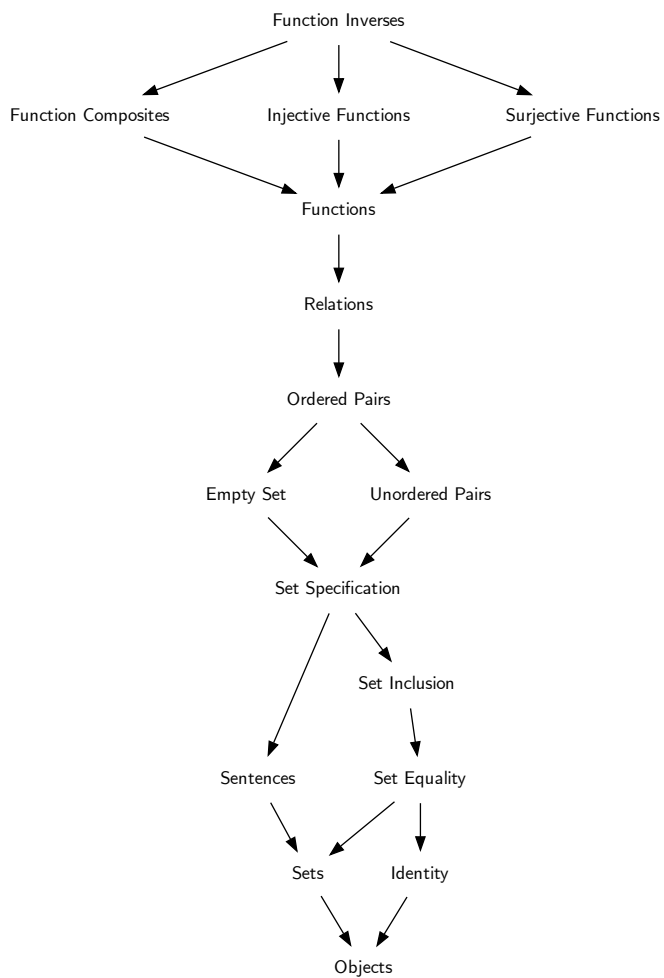 Function Inverses
Function Composites
Injective Functions
Surjective Functions
Functions
Relations
Ordered Pairs
Empty Set
Unordered Pairs
Set Specification
Set Inclusion
Sentences
Set Equality
Sets
Identity
Objects